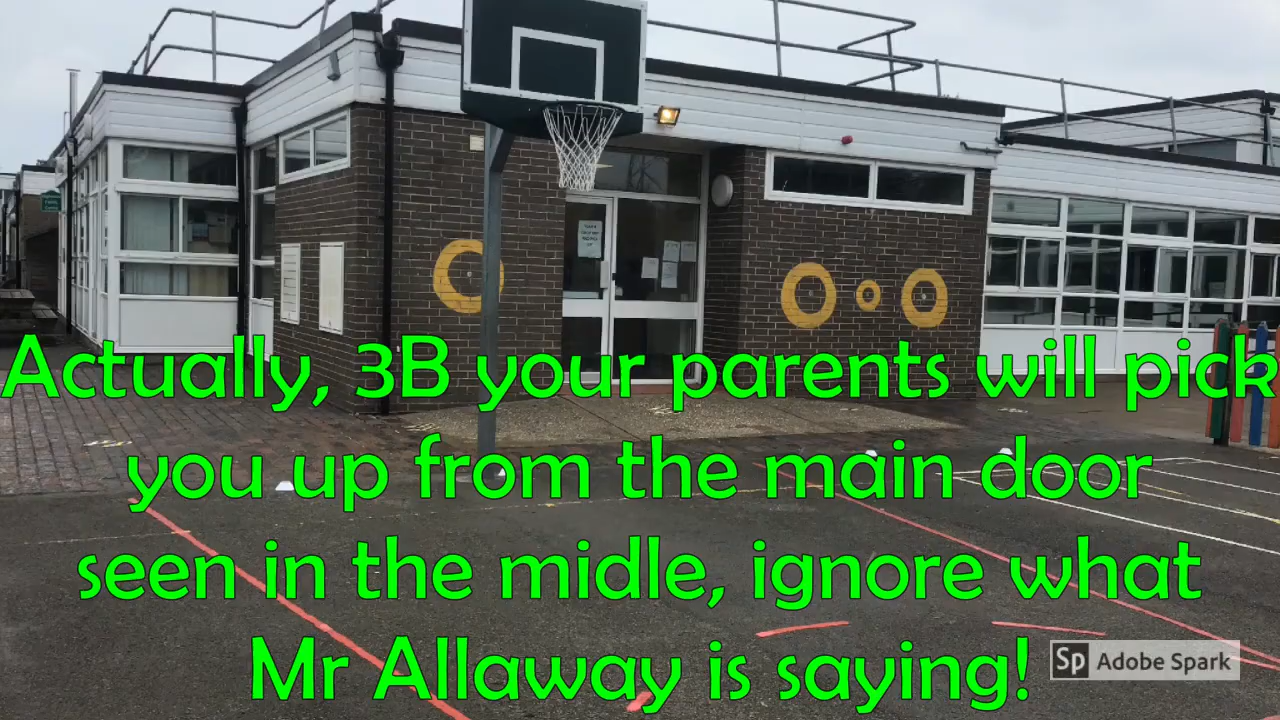 Actually, 3B your parents will pick
you up from the main door
seen in the midle, ignore what
Mr Allaway is saying!
Sp Adobe Spark